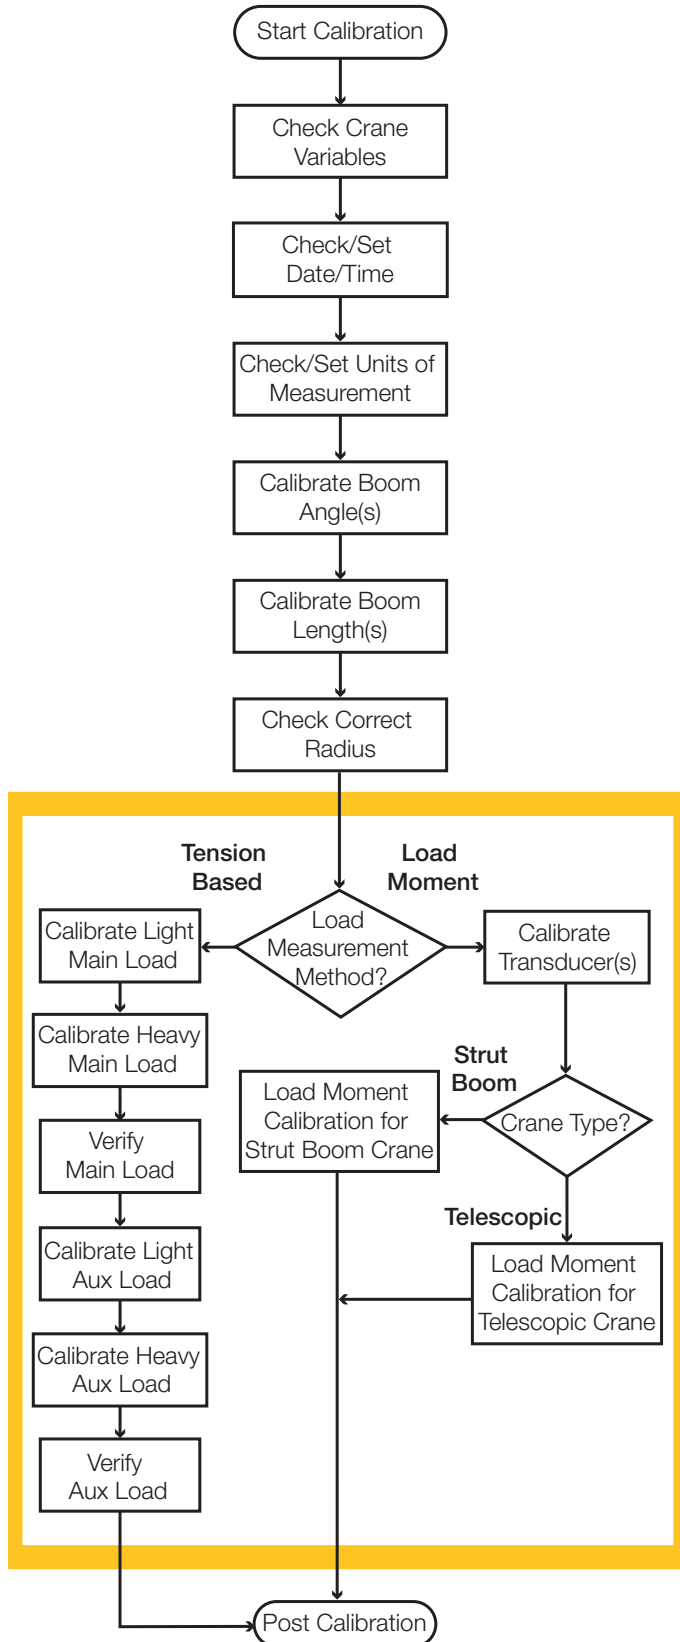 Start Calibration
Check Crane
Variables
Check/Set
Date/Time
Check/Set Units of
Measurement
Calibrate Boom
Angle(s)
Calibrate Boom
Length(s)
Check Correct
Radius
Tension
Based
Load
Moment
Load
Measurement
Method?
Calibrate Light
Main Load
Calibrate Heavy
Main Load
Verify
Main Load
Calibrate Light
Aux Load
Calibrate Heavy
Aux Load
Verify
Aux Load
Calibrate
Transducer(s)
Crane Type?
Strut
Boom
Load Moment
Calibration for
Strut Boom Crane
Telescopic
Load Moment
Calibration for
Telescopic Crane
Post Calibration